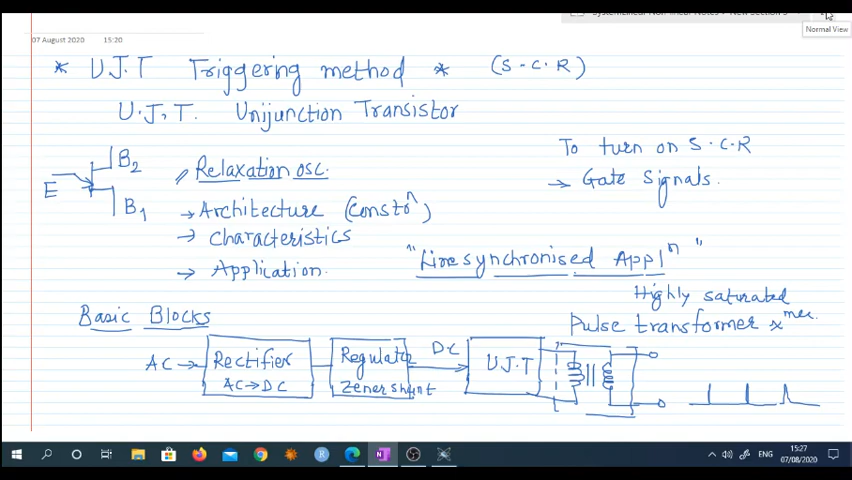 Normal View
07 August 2020 15:20
* U.J.T Triggering method * (S.C.R)
U.J.T. Unijunction Transistor
B2
E
B1
Relaxation osc.
→ Architecture (Constrⁿ)
→ Characteristics
→ Application.
To turn on S.C.R
→ Gate Signals.
"Line synchronised Applⁿ"
Highly saturated
Pulse transformer xmer.
Basic Blocks
AC → Rectifier
AC→DC
Regulator
Zener shunt
DC
U.J.T
ENG
15:27
07/08/2020